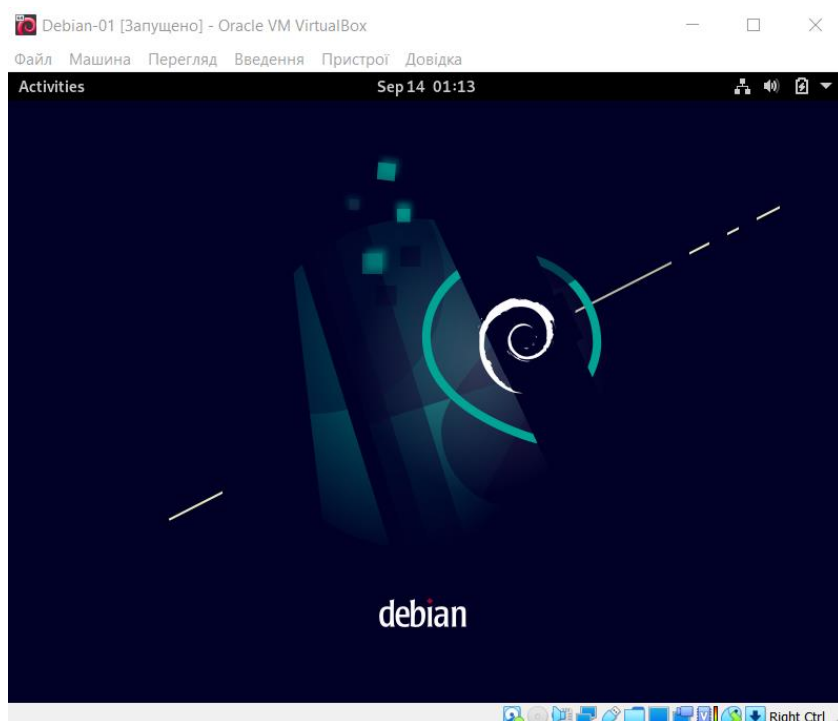 Debian-01 [Запущено] - Oracle VM VirtualBox
Файл Машина Перегляд Введення Пристрої Довідка
Activities Sep 14 01:13
debian
Right Ctrl